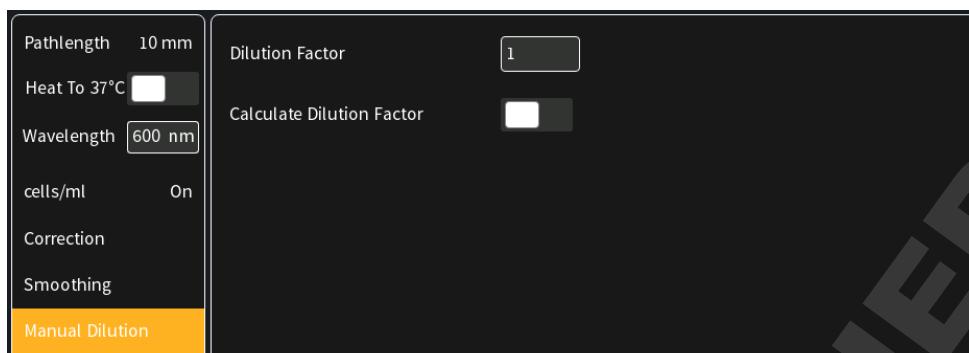 Pathlength 10 mm
Heat To 37°C
Wavelength 600 nm
cells/ml On
Correction
Smoothing
Manual Dilution
Dilution Factor 1
Calculate Dilution Factor